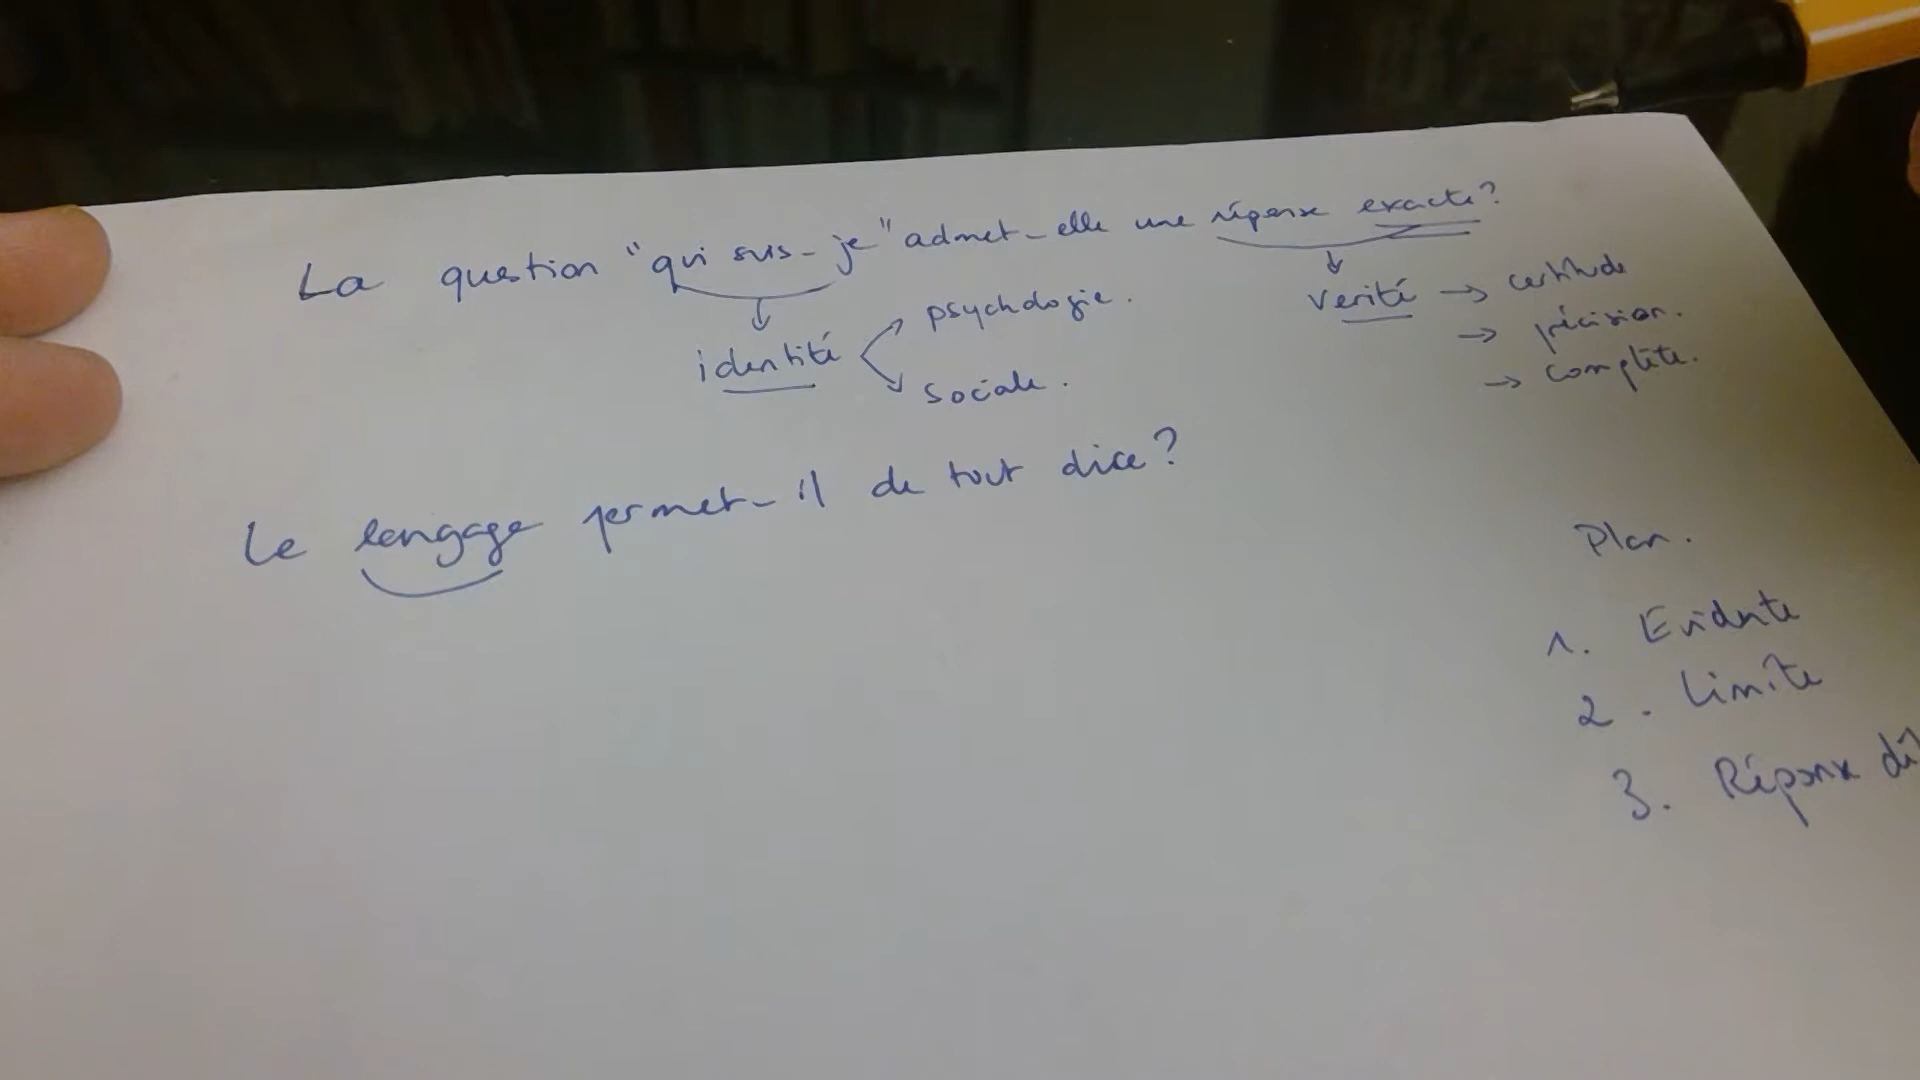 La question "qui suis-je" admet-elle une réponse exacte?
identité
psychologie.
sociale.
vérité → certitude
→ précision.
→ complète.
Le langage permet-il de tout dire?
Plan.
1. Evidente
2. Limite
3. Réponse